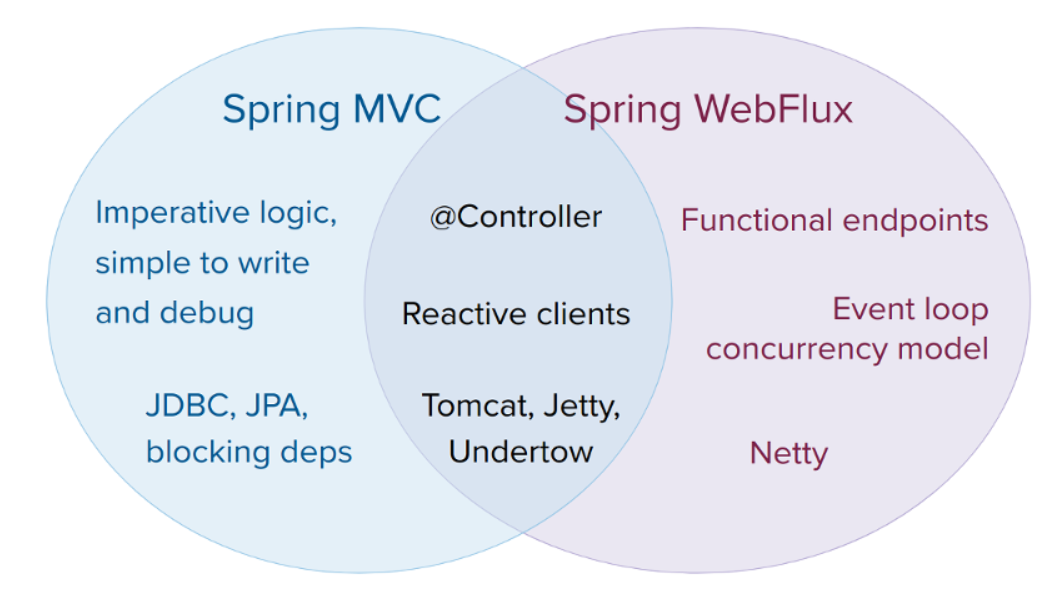 Spring MVC
Spring WebFlux
Imperative logic,
simple to write
and debug
JDBC, JPA,
blocking deps
@Controller
Reactive clients
Tomcat, Jetty,
Undertow
Functional endpoints
Event loop
concurrency model
Netty